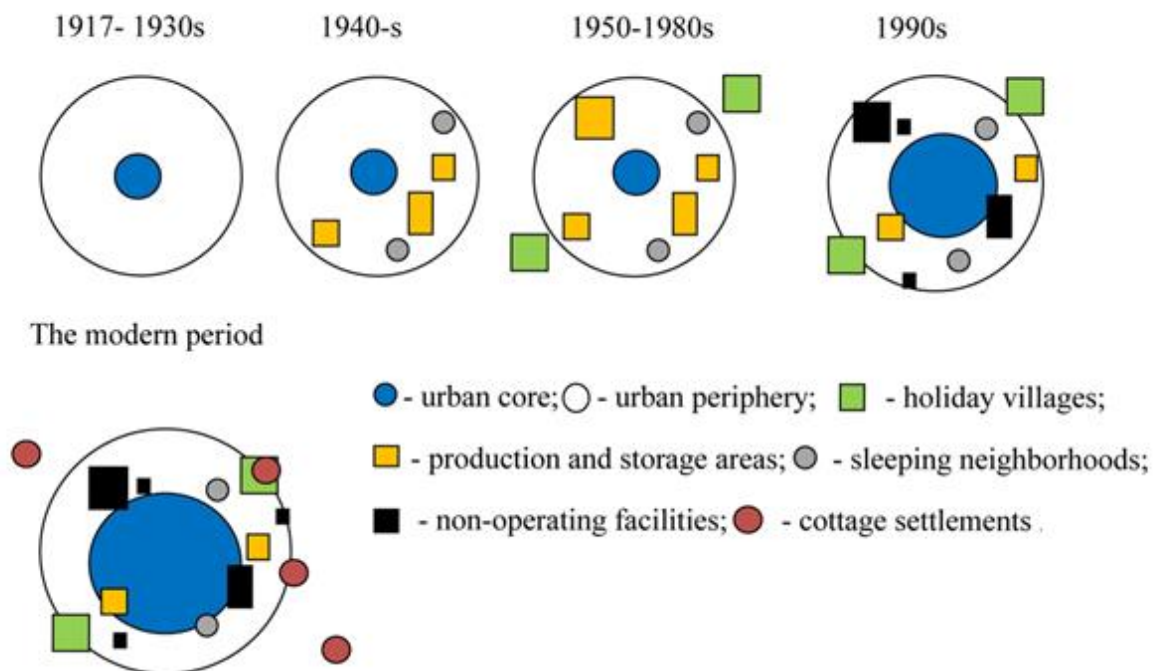 1917- 1930s 1940-s 1950-1980s 1990s
The modern period
- urban core; - urban periphery; - holiday villages;
- production and storage areas; - sleeping neighborhoods;
- non-operating facilities; - cottage settlements .